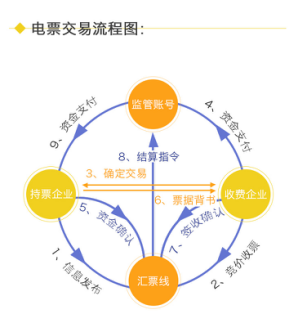 电票交易流程图：
监管账号
9、资金支付
4、资金支付
8、结算指令
3、确定交易
持票企业
收费企业
6、票据背书
5、资金确认
7、签收确认
1、信息发布
汇票线
2、竞价收票